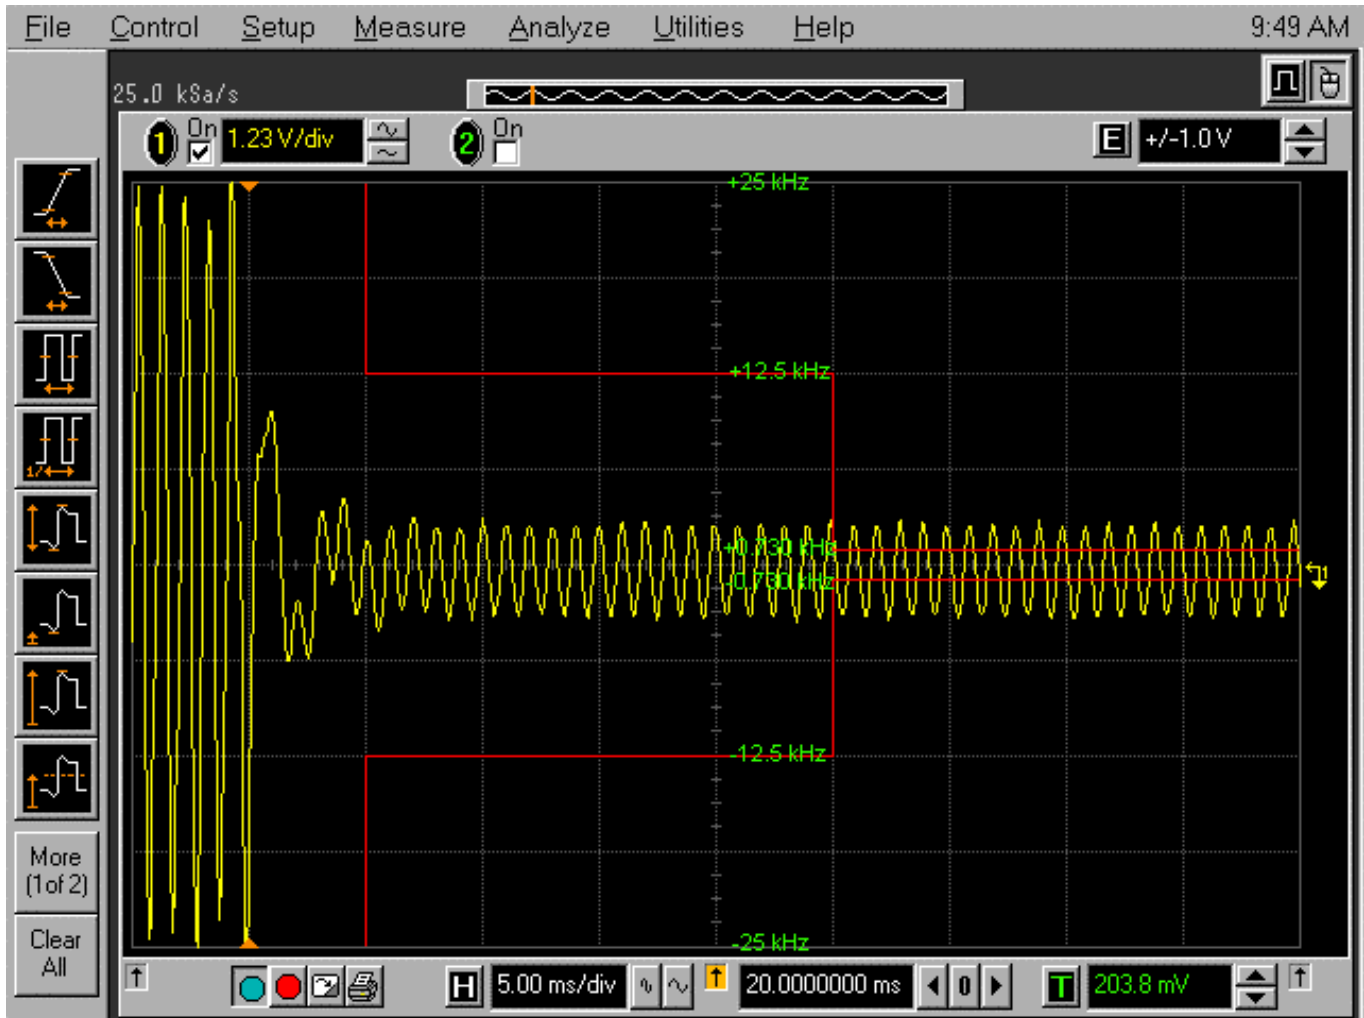 File Control Setup Measure Analyze Utilities Help 9:49 AM
25.0 kSa/s
1 On 1.23 V/div 2 On E +/-1.0 V
+25 kHz
+12.5 kHz
+0.730 kHz
-0.730 kHz
-12.5 kHz
-25 kHz
1/
More
(1of 2)
Clear
All
H 5.00 ms/div 20.0000000 ms 0 T 203.8 mV